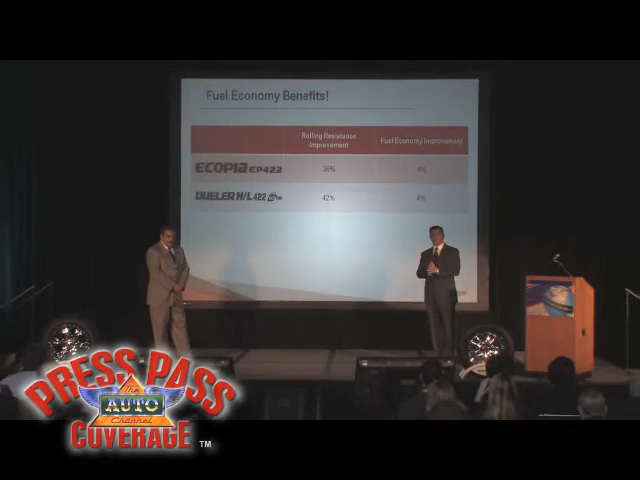 Fuel Economy Benefits!
Rolling Resistance
Improvement
Fuel Economy Improvement
ECOPIA EP422
36%
4%
DUELER H/L 422
42%
4%
PRESS PASS
The
AUTO
Channel
COVERAGE
TM